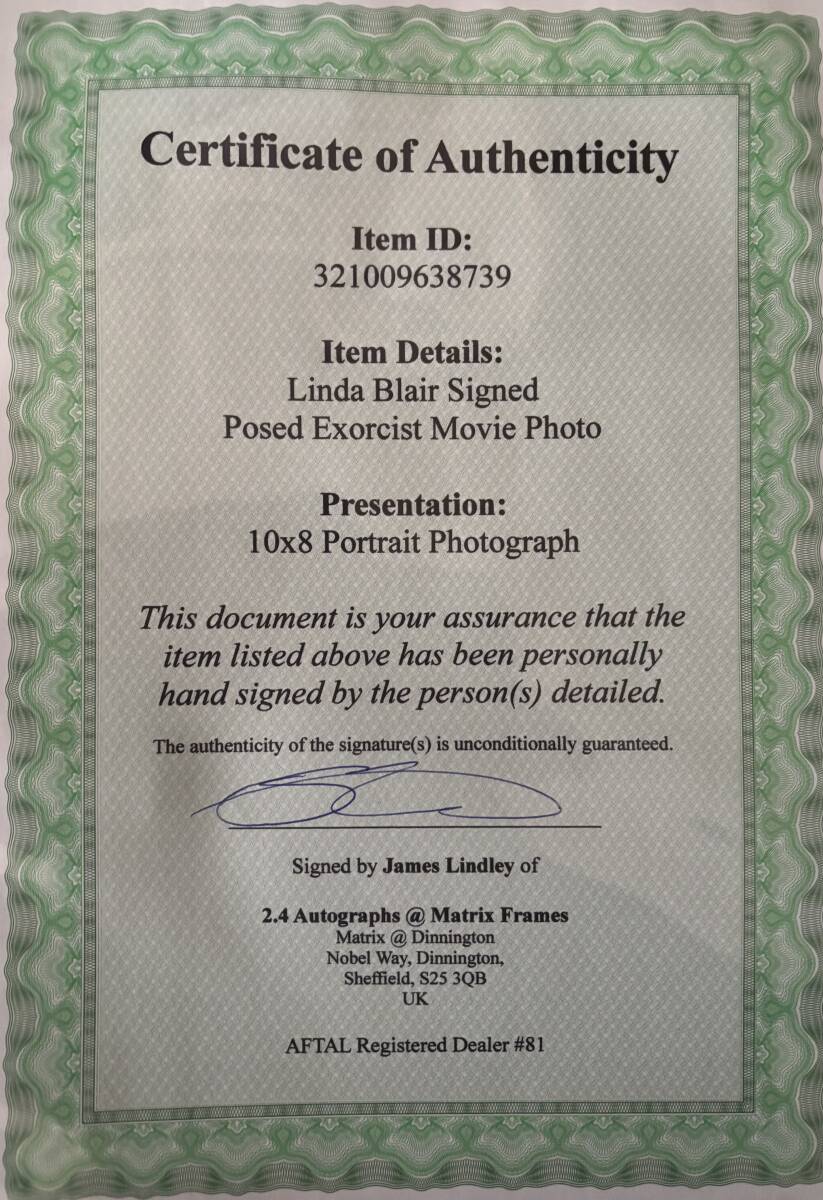 Certificate of Authenticity
Item ID:
321009638739
Item Details:
Linda Blair Signed
Posed Exorcist Movie Photo
Presentation:
10x8 Portrait Photograph
This document is your assurance that the
item listed above has been personally
hand signed by the person(s) detailed.
The authenticity of the signature(s) is unconditionally guaranteed.
Signed by James Lindley of
2.4 Autographs @ Matrix Frames
Matrix @ Dinnington
Nobel Way, Dinnington,
Sheffield, S25 3QB
UK
AFTAL Registered Dealer #81